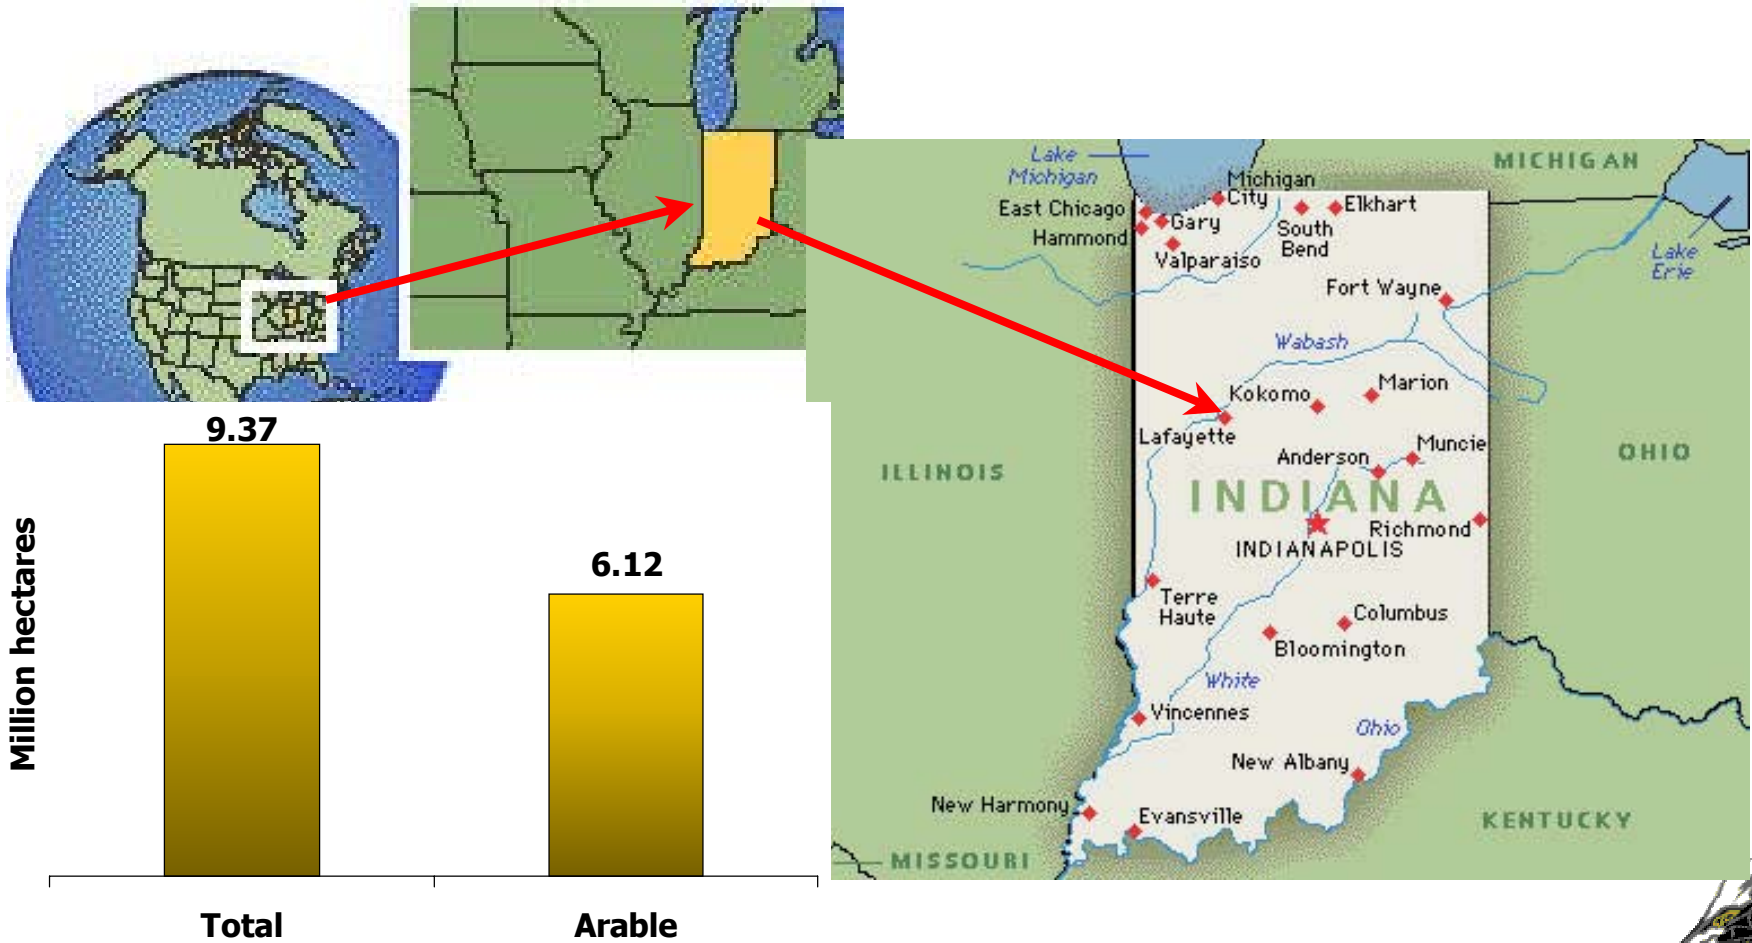 Lake
Michigan
MICHIGAN
Michigan
City
East Chicago
Gary
Elkhart
Hammond
South
Bend
Valparaiso
Lake
Erie
Fort Wayne
Wabash
Kokomo
Marion
Lafayette
Muncie
Anderson
ILLINOIS
OHIO
INDIANA
Richmond
INDIANAPOLIS
Terre
Haute
Columbus
Bloomington
White
Vincennes
Ohio
New Albany
New Harmony
Evansville
KENTUCKY
MISSOURI
9.37
6.12
Million hectares
Total
Arable